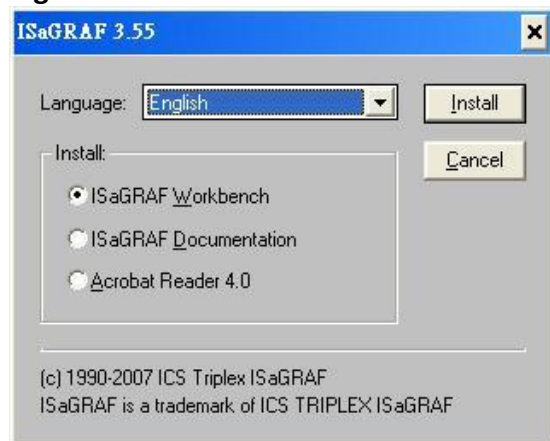 ISaGRAF 3.55
Language: English
Install
Install:
Cancel
ISaGRAF Workbench
ISaGRAF Documentation
Acrobat Reader 4.0
(c) 1990-2007 ICS Triplex ISaGRAF
ISaGRAF is a trademark of ICS TRIPLEX ISaGRAF